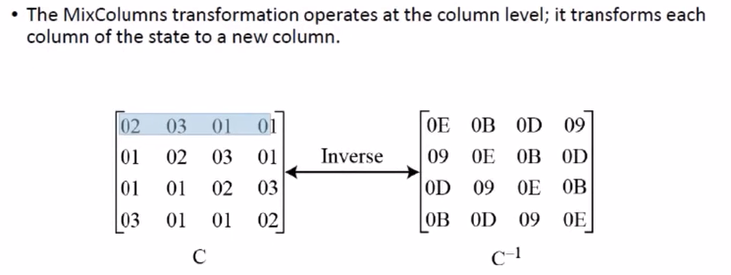 • The MixColumns transformation operates at the column level; it transforms each
column of the state to a new column.
02 03 01 01
01 02 03 01
01 01 02 03
03 01 01 02
C
Inverse
0E 0B 0D 09
09 0E 0B 0D
0D 09 0E 0B
0B 0D 09 0E
C⁻¹